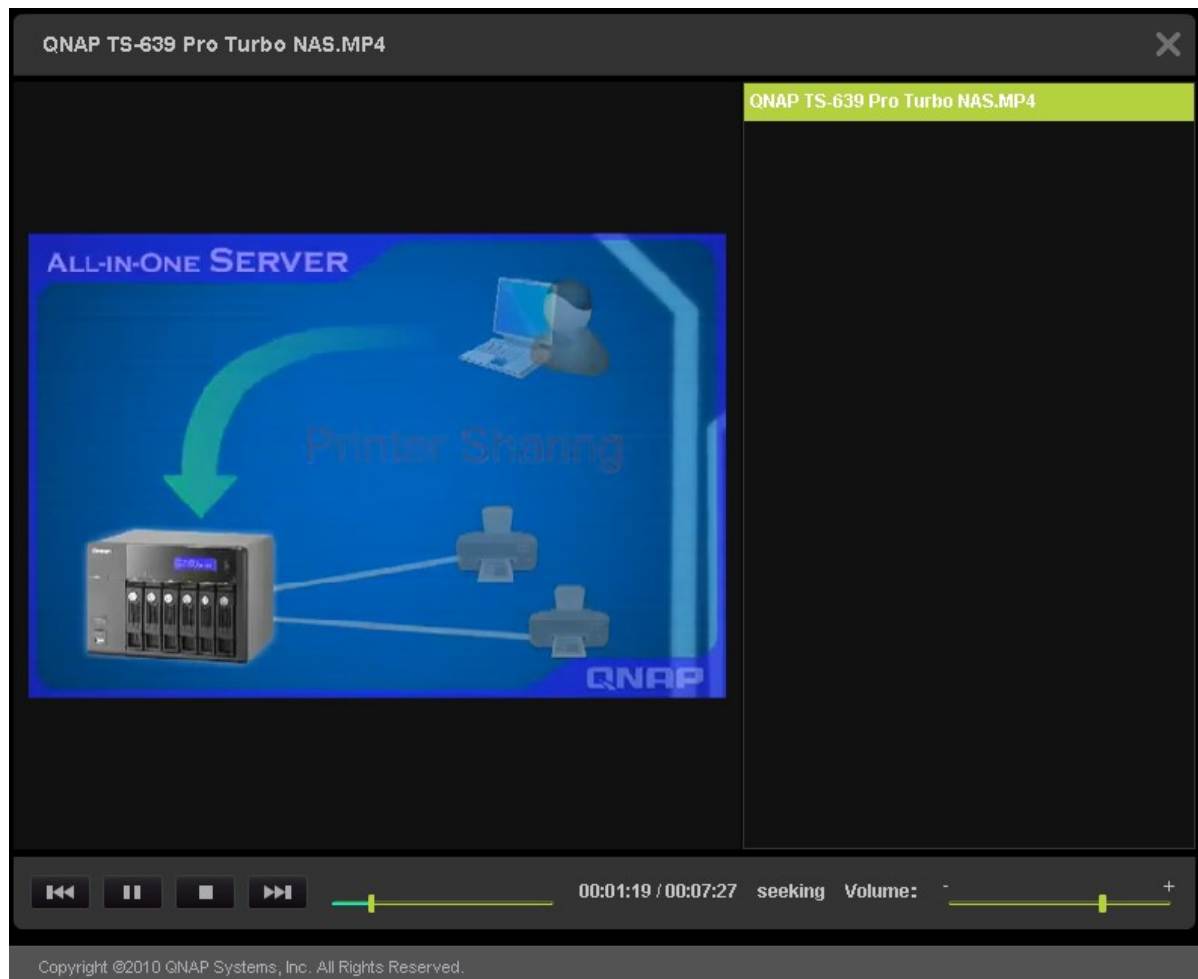 QNAP TS-639 Pro Turbo NAS.MP4
QNAP TS-639 Pro Turbo NAS.MP4
ALL-IN-ONE SERVER
Printer Sharing
QNAP
00:01:19 / 00:07:27 seeking Volume: - +
Copyright ©2010 QNAP Systems, Inc. All Rights Reserved.